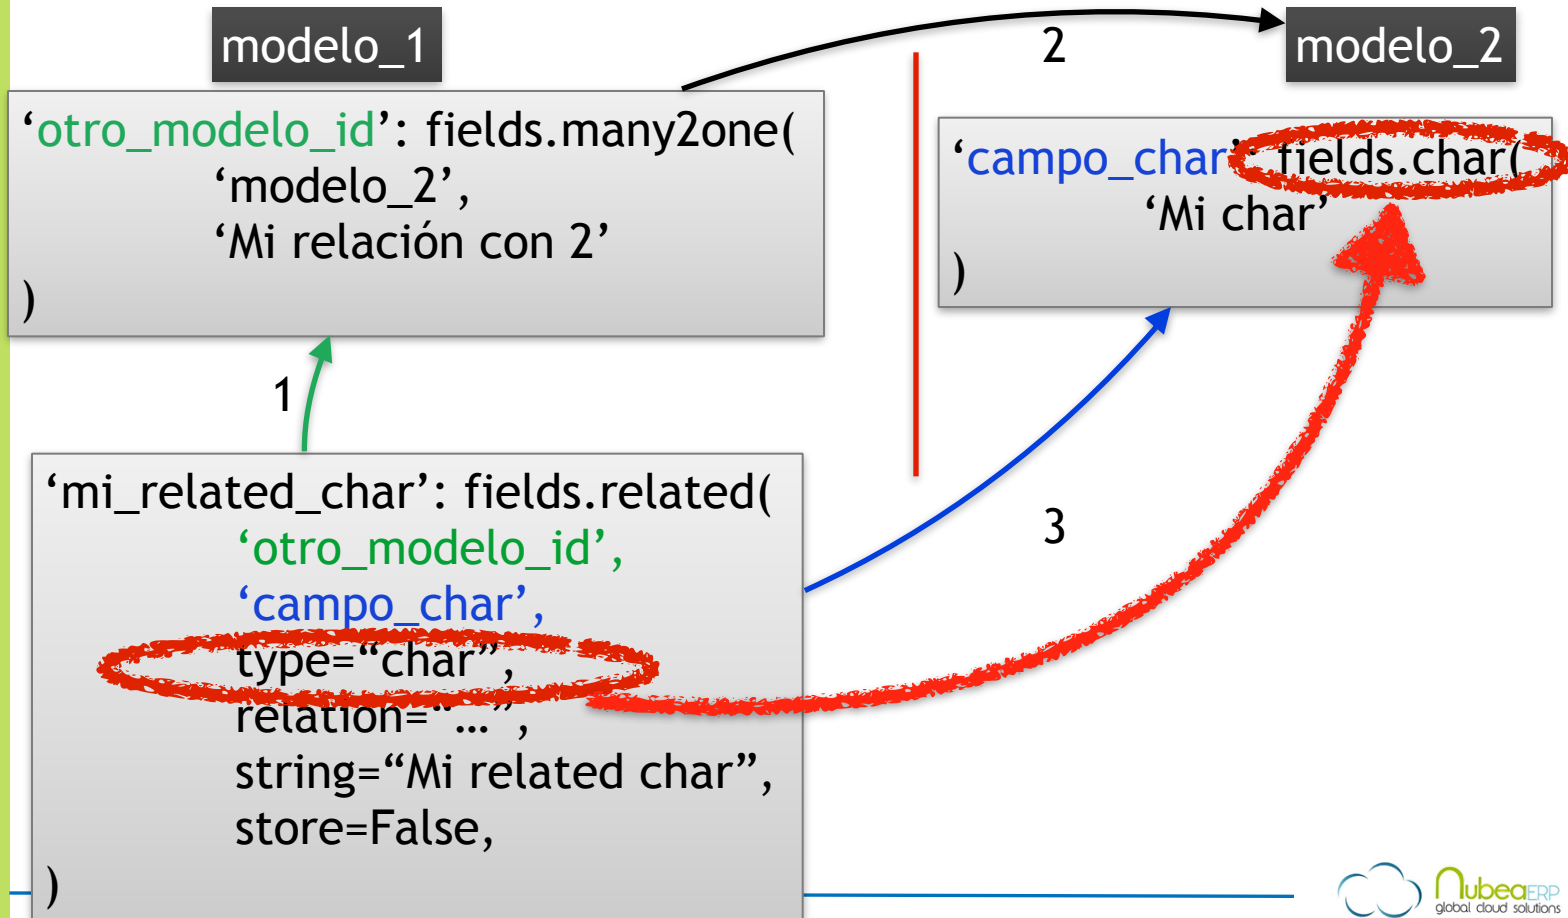 modelo_1
‘otro_modelo_id’: fields.many2one(
‘modelo_2’,
‘Mi relación con 2’
)
1
‘mi_related_char’: fields.related(
‘otro_modelo_id’,
‘campo_char’,
type=“char”,
relation=“…”,
string=“Mi related char”,
store=False,
)
2
modelo_2
‘campo_char’: fields.char(
‘Mi char’
)
3
NubeaERP
global cloud solutions